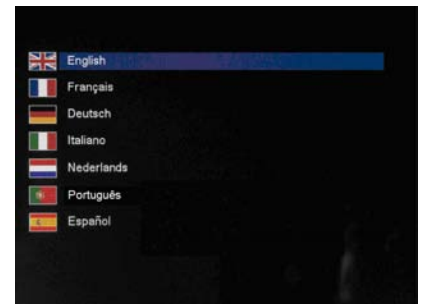 English
Français
Deutsch
Italiano
Nederlands
Português
Español